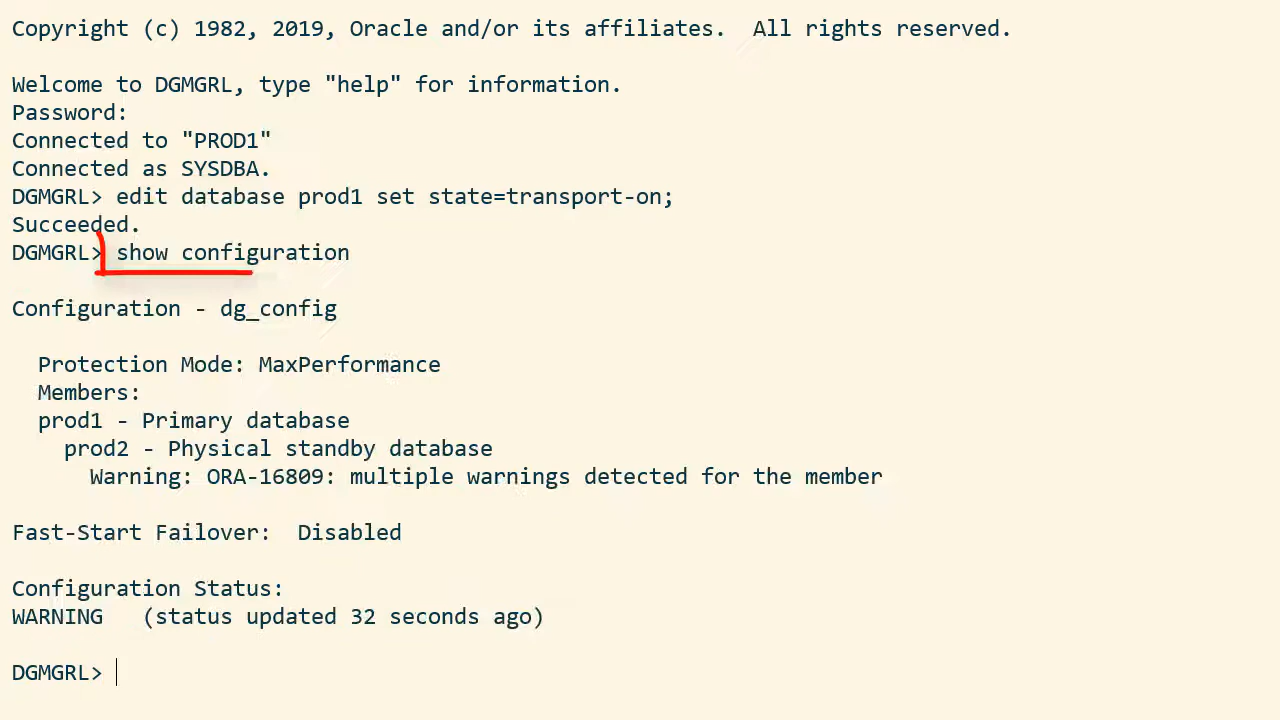 Copyright (c) 1982, 2019, Oracle and/or its affiliates.  All rights reserved.
Welcome to DGMGRL, type "help" for information.
Password:
Connected to "PROD1"
Connected as SYSDBA.
DGMGRL> edit database prod1 set state=transport-on;
Succeeded.
DGMGRL> show configuration
Configuration - dg_config
Protection Mode: MaxPerformance
Members:
prod1 - Primary database
prod2 - Physical standby database
Warning: ORA-16809: multiple warnings detected for the member
Fast-Start Failover:  Disabled
Configuration Status:
WARNING   (status updated 32 seconds ago)
DGMGRL>